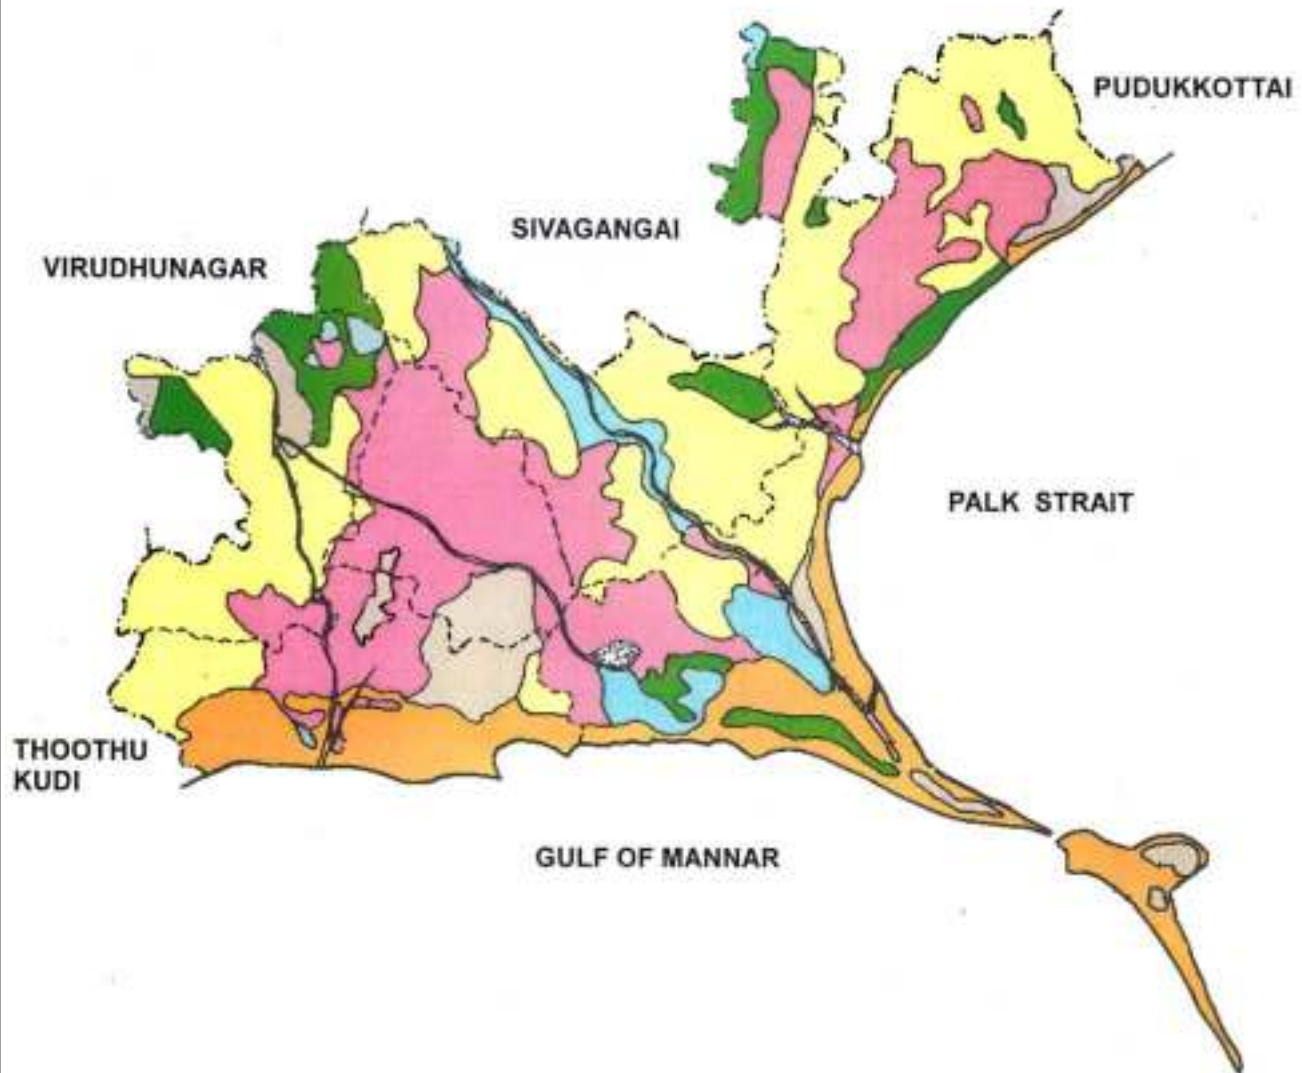 PUDUKKOTTAI
SIVAGANGAI
VIRUDHUNAGAR
PALK STRAIT
THOOTHU
KUDI
GULF OF MANNAR